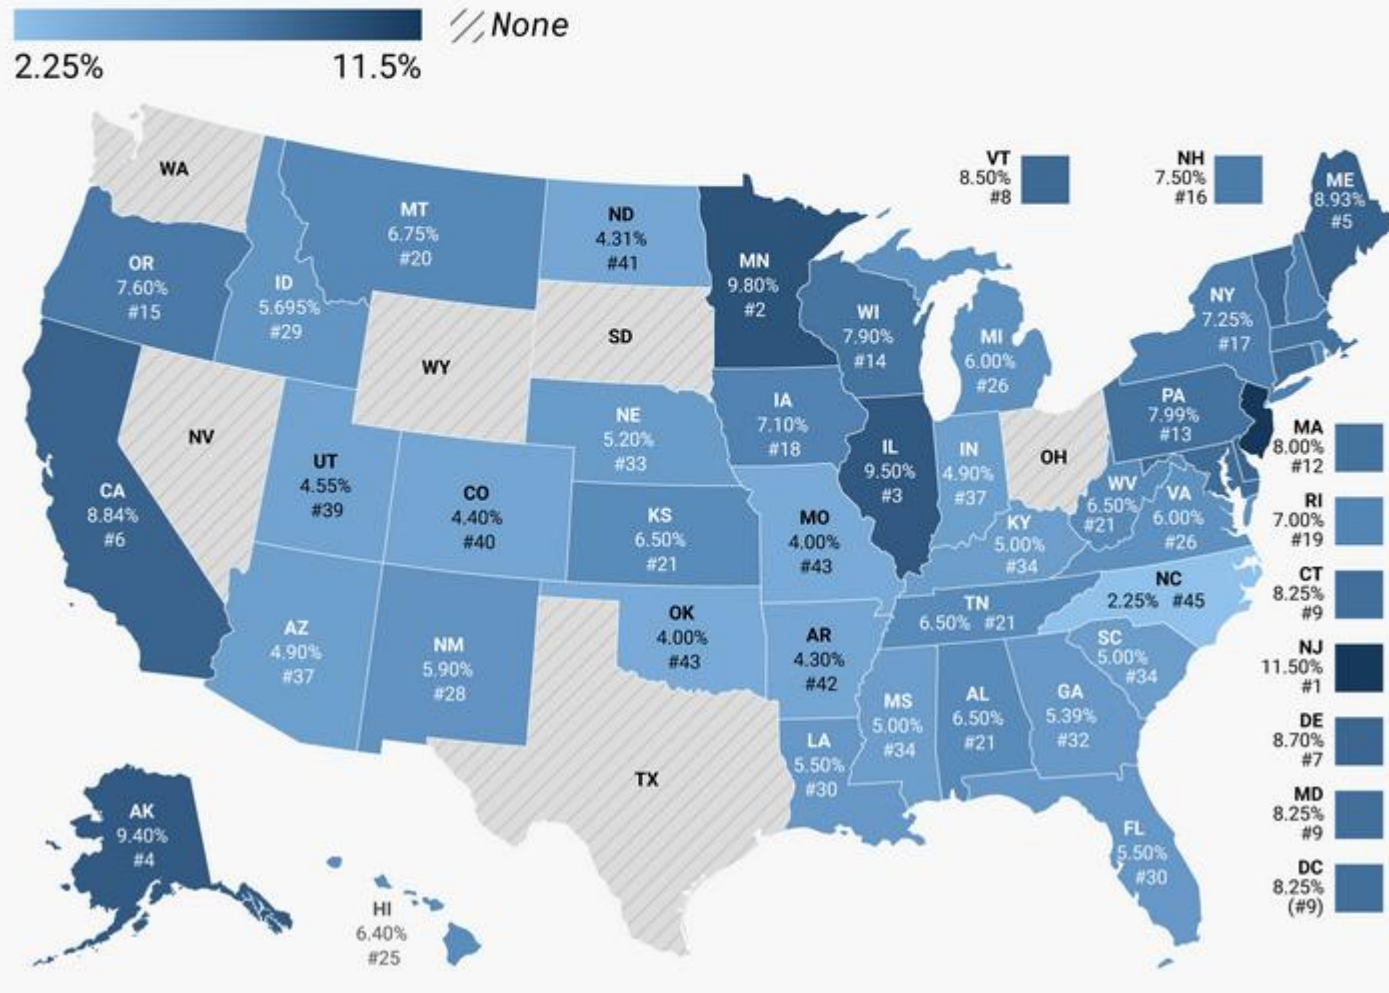 None
2.25%
11.5%
WA
OR
7.60%
#15
CA
8.84%
#6
NV
ID
5.695%
#29
MT
6.75%
#20
WY
UT
4.55%
#39
CO
4.40%
#40
AZ
4.90%
#37
NM
5.90%
#28
ND
4.31%
#41
SD
NE
5.20%
#33
KS
6.50%
#21
OK
4.00%
#43
TX
MN
9.80%
#2
IA
7.10%
#18
MO
4.00%
#43
AR
4.30%
#42
LA
5.50%
#30
WI
7.90%
#14
IL
9.50%
#3
MI
6.00%
#26
IN
4.90%
#37
OH
KY
5.00%
#34
TN
6.50% #21
MS
5.00%
#34
AL
6.50%
#21
GA
5.39%
#32
FL
5.50%
#30
SC
5.00%
#34
NC
2.25% #45
WV
6.50%
#21
VA
6.00%
#26
PA
7.99%
#13
NY
7.25%
#17
VT
8.50%
#8
NH
7.50%
#16
ME
8.93%
#5
MA
8.00%
#12
RI
7.00%
#19
CT
8.25%
#9
NJ
11.50%
#1
DE
8.70%
#7
MD
8.25%
#9
DC
8.25%
(#9)
AK
9.40%
#4
HI
6.40%
#25